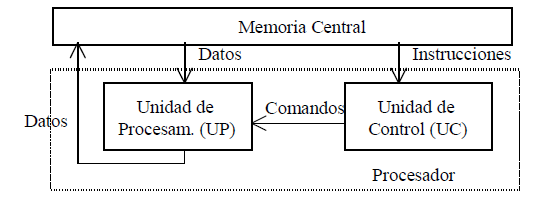 Memoria Central
Datos
Instrucciones
Datos
Unidad de
Procesam. (UP)
Comandos
Unidad de
Control (UC)
Procesador